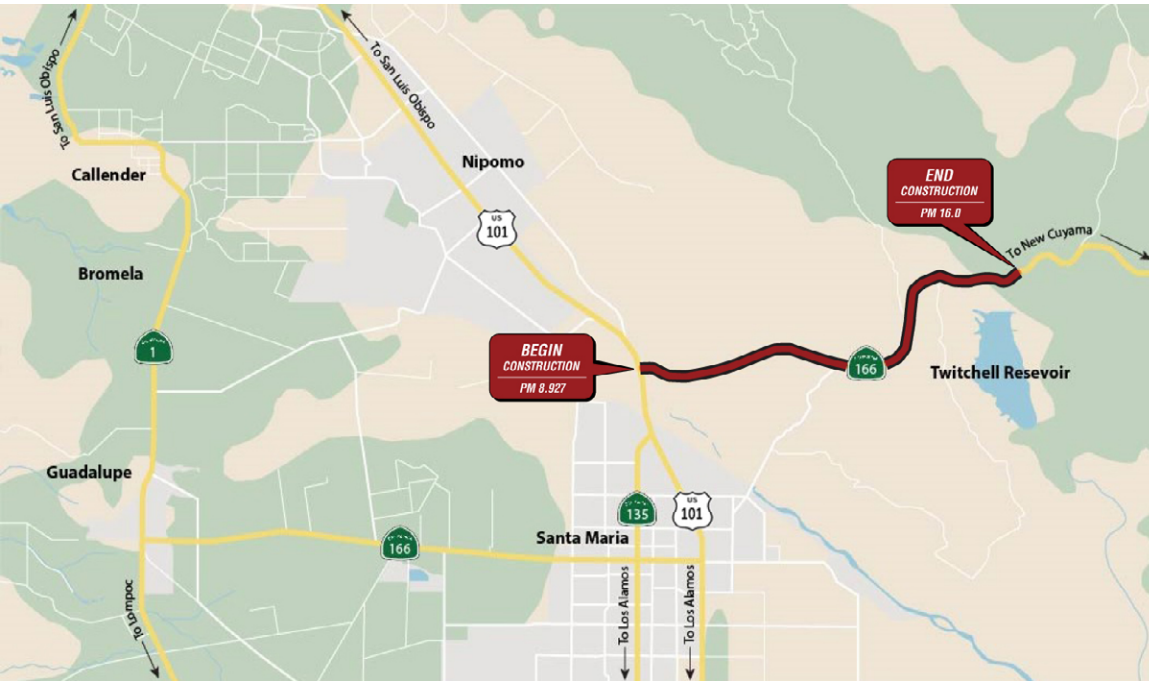 To San Luis Obispo
To San Luis Obispo
Nipomo
Callender
END
CONSTRUCTION
PM 16.0
To New Cuyama
US
101
Bromela
1
BEGIN
CONSTRUCTION
PM 8.927
166
Twitchell Resevoir
Guadalupe
135
US
101
Santa Maria
166
To Lompoc
To Los Alamos
To Los Alamos